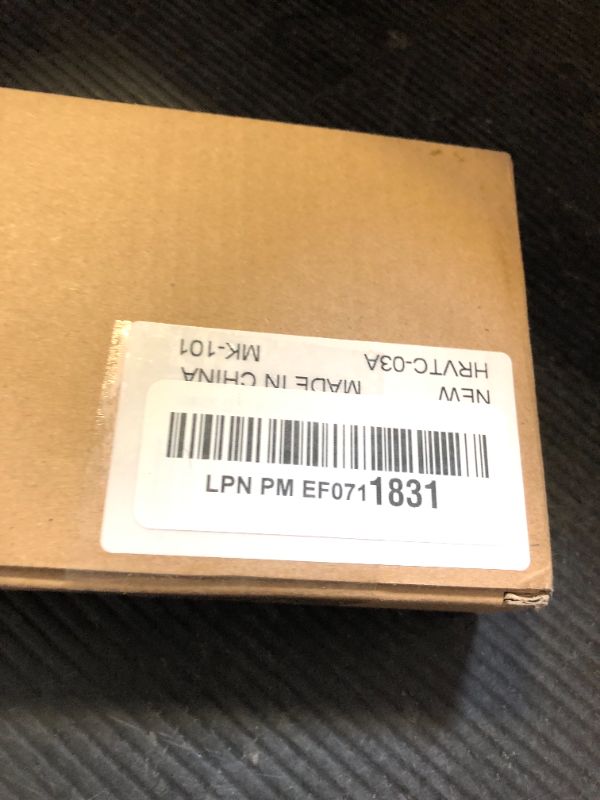 HRVTC-03A MK-101
NEW MADE IN CHINA
LPN PM EF0711831